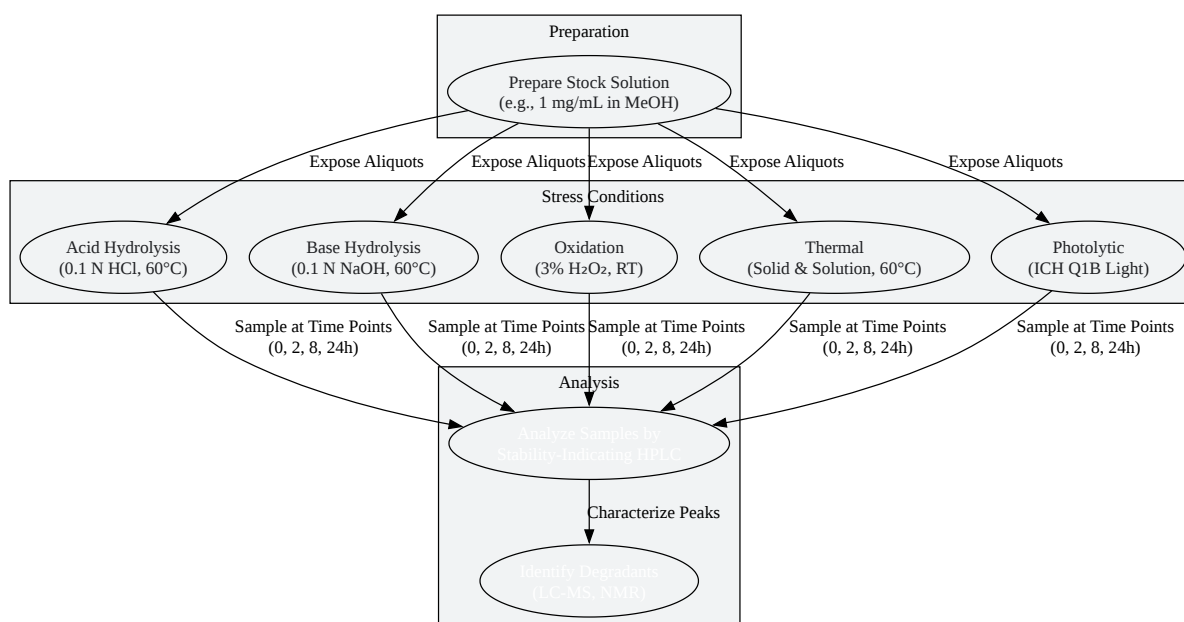 Preparation
Prepare Stock Solution
(e.g., 1 mg/mL in MeOH)
Expose Aliquots
Expose Aliquots
Expose Aliquots
Expose Aliquots
Expose Aliquots
Stress Conditions
Acid Hydrolysis
(0.1 N HCl, 60°C)
Base Hydrolysis
(0.1 N NaOH, 60°C)
Oxidation
(3% H₂O₂, RT)
Thermal
(Solid & Solution, 60°C)
Photolytic
(ICH Q1B Light)
Sample at Time Points
(0, 2, 8, 24h)
Sample at Time Points
(0, 2, 8, 24h)
Sample at Time Points
(0, 2, 8, 24h)
Sample at Time Points
(0, 2, 8, 24h)
Sample at Time Points
(0, 2, 8, 24h)
Analysis
Analyze Samples by
Stability-Indicating HPLC
Characterize Peaks
Identify Degradants
(LC-MS, NMR)